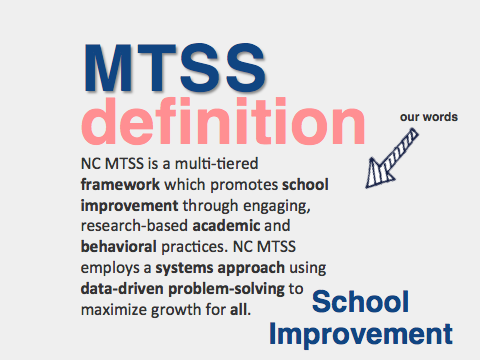 MTSS
definition
our words
NC MTSS is a multi-tiered
framework which promotes school
improvement through engaging,
research-based academic and
behavioral practices. NC MTSS
employs a systems approach using
data-driven problem-solving to
maximize growth for all.
School
Improvement